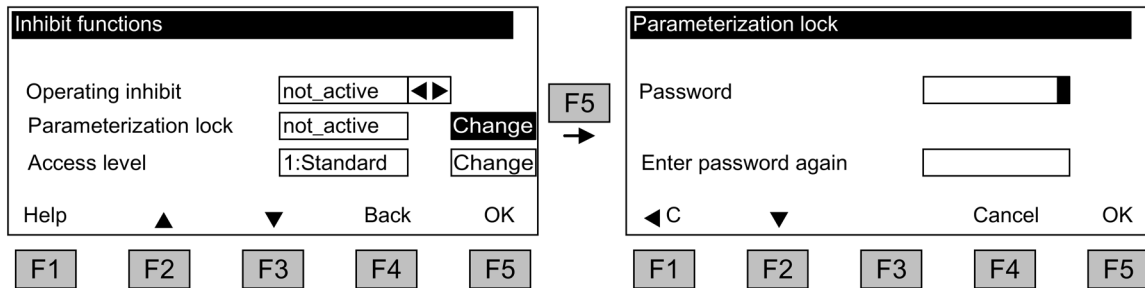 Inhibit functions
Operating inhibit not_active ◀▶
Parameterization lock not_active Change
Access level 1:Standard Change
Help ▲ ▼ Back OK
F1 F2 F3 F4 F5
F5
→
Parameterization lock
Password
Enter password again
◀ C ▼ Cancel OK
F1 F2 F3 F4 F5